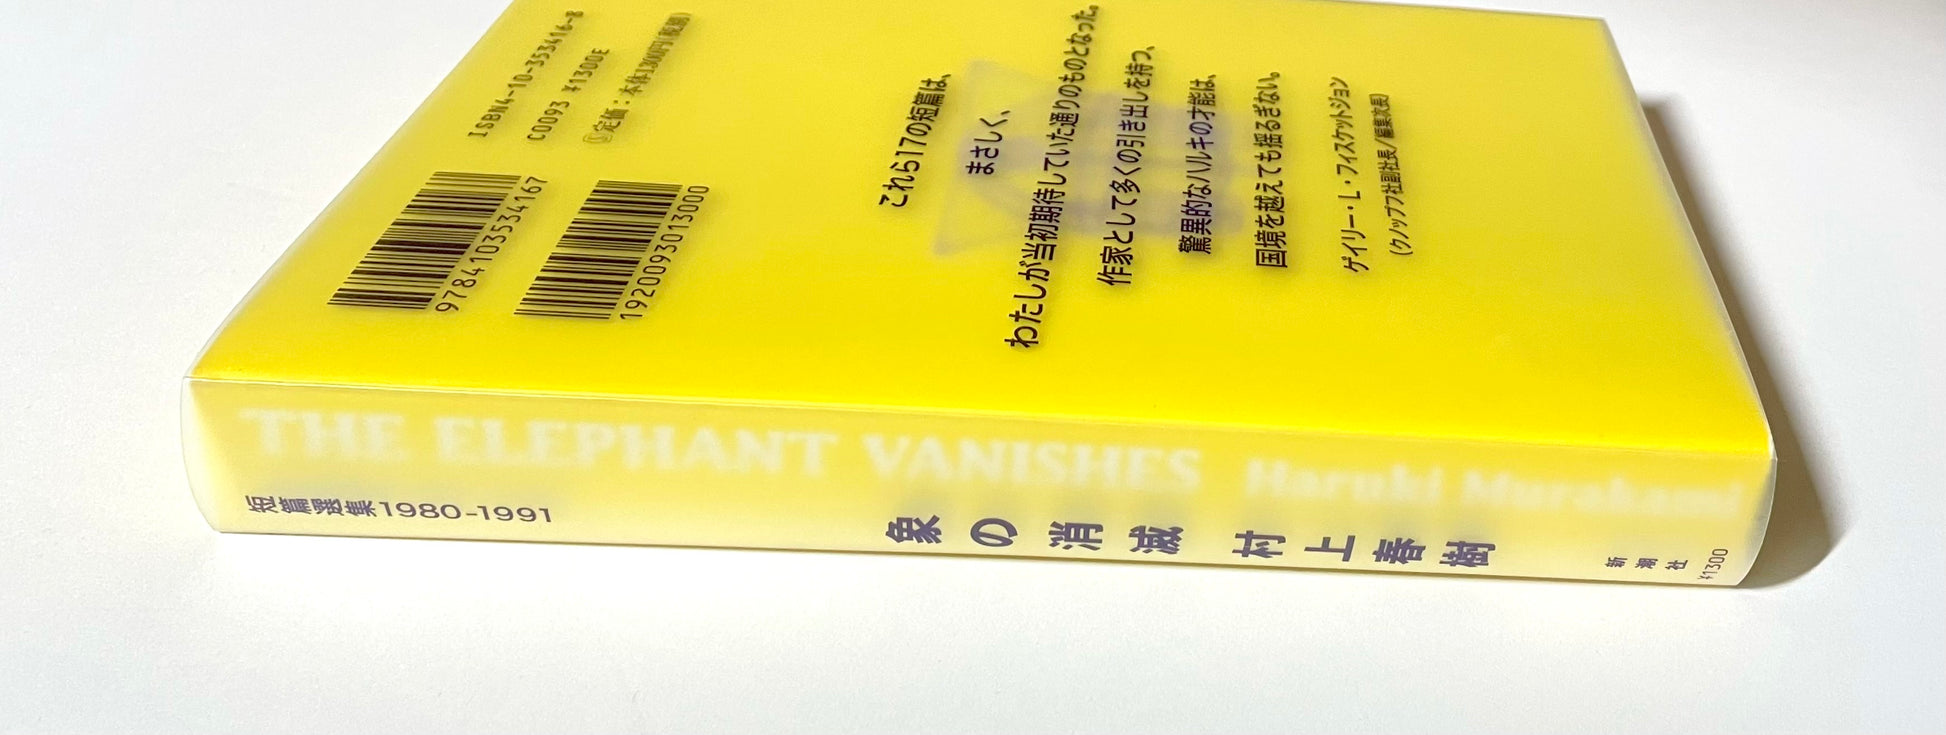 ISBN4-10-353416-8
C0093 ¥1300E
定価：本体1300円(税別)
9784103534167
1920093013000
これら17の短篇は、
まさしく、
わたしが当初期待していた通りのものとなった。
作家として多くの引き出しを持つ、
驚異的なハルキの才能は、
国境を越えても揺るぎない。
ゲイリー・L・フィスケットジョン
(クノップフ社副社長/編集次長)
THE ELEPHANT VANISHES Haruki Murakami
短篇選集1980-1991
象の消滅 村上春樹
新潮社
¥1300